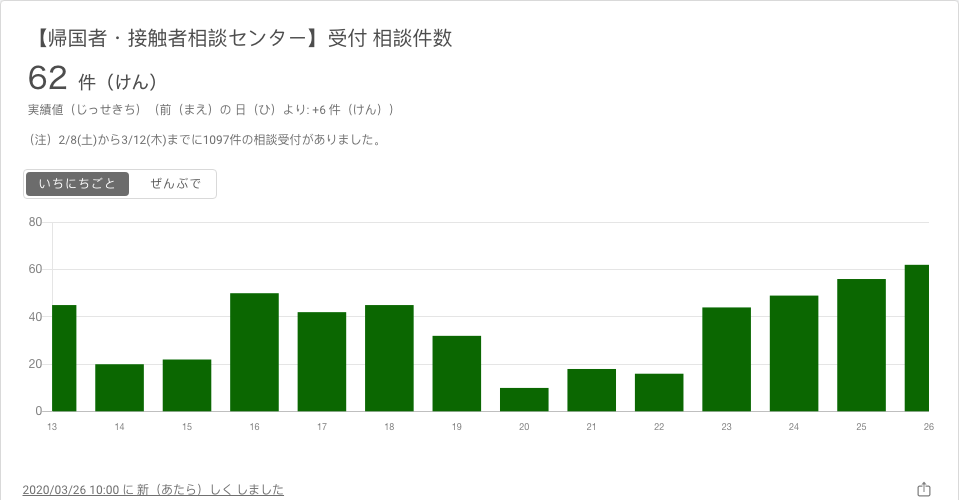 【帰国者・接触者相談センター】受付 相談件数
62 件（けん）
実績値（じっせきち）（前（まえ）の 日（ひ）より: +6 件（けん））
（注）2/8(土)から3/12(木)までに1097件の相談受付がありました。
いちにちごと ぜんぶで
80
60
40
20
0
13 14 15 16 17 18 19 20 21 22 23 24 25 26
2020/03/26 10:00 に 新（あたら）しく しました